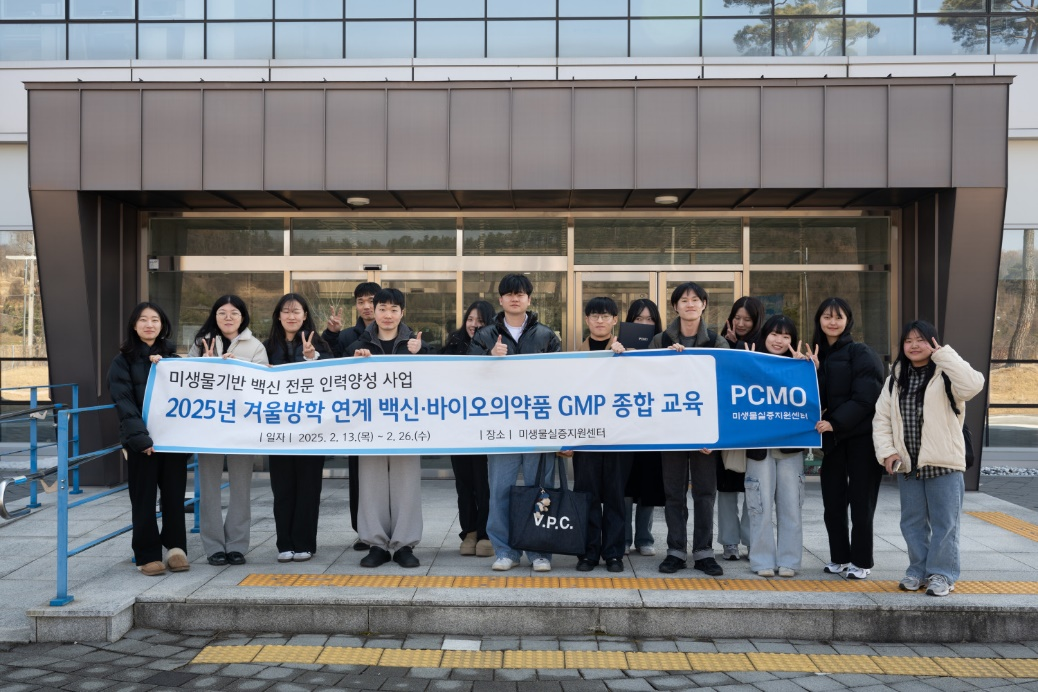 미생물기반 백신 전문 인력양성 사업
2025년 겨울방학 연계 백신·바이오의약품 GMP 종합 교육
| 일자 | 2025. 2. 13.(목) ~ 2. 26.(수) | 장소 | 미생물실증지원센터
PCMO
미생물실증지원센터
V.P.C.